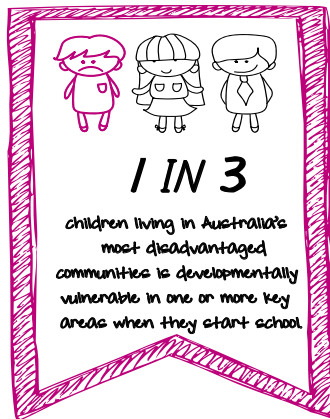 1 IN 3
children living in Australia's
most disadvantaged
communities is developmentally
vulnerable in one or more key
areas when they start school.